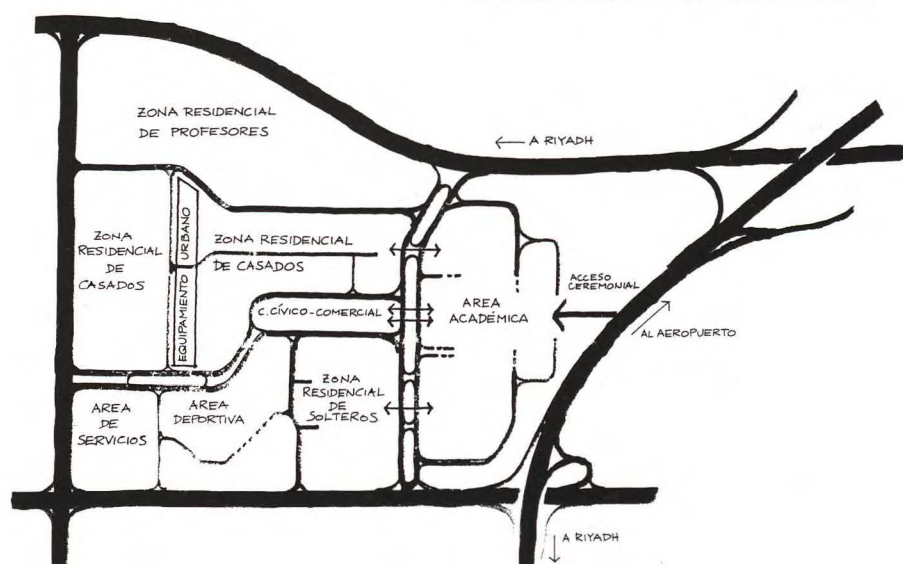 ZONA RESIDENCIAL
DE PROFESORES
← A RIYADH
ZONA
RESIDENCIAL
DE
CASADOS
EQUIPAMIENTO URBANO
ZONA RESIDENCIAL
DE CASADOS
C.CÍVICO-COMERCIAL
AREA
ACADÉMICA
ACCESO
CEREMONIAL
AL AEROPUERTO
AREA
DE
SERVICIOS
AREA
DEPORTIVA
ZONA
RESIDENCIAL
DE
SOLTEROS
A RIYADH